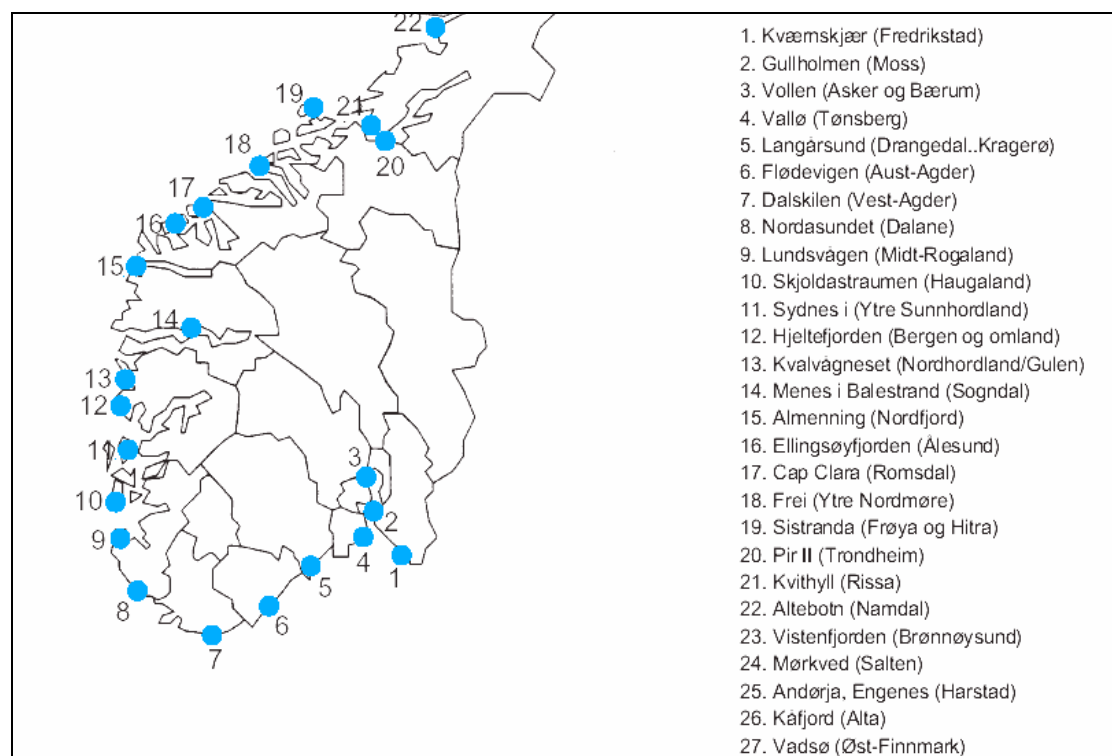 22
19
21
20
18
17
16
15
14
13
12
11
10
9
8
7
6
5
4
3
2
1
1. Kværnskjær (Fredrikstad)
2. Gullholmen (Moss)
3. Vollen (Asker og Bærum)
4. Vallø (Tønsberg)
5. Langårsund (Drangedal..Kragerø)
6. Flødevigen (Aust-Agder)
7. Dalskilen (Vest-Agder)
8. Nordasundet (Dalane)
9. Lundsvågen (Midt-Rogaland)
10. Skjoldastraumen (Haugaland)
11. Sydnes i (Ytre Sunnhordland)
12. Hjeltefjorden (Bergen og omland)
13. Kvalvågneset (Nordhordland/Gulen)
14. Menes i Balestrand (Sogndal)
15. Almenning (Nordfjord)
16. Ellingsøyfjorden (Ålesund)
17. Cap Clara (Romsdal)
18. Frei (Ytre Nordmøre)
19. Sistranda (Frøya og Hitra)
20. Pir II (Trondheim)
21. Kvithyll (Rissa)
22. Altebotn (Namdal)
23. Vistenfjorden (Brønnøysund)
24. Mørkved (Salten)
25. Andørja, Engenes (Harstad)
26. Kåfjord (Alta)
27. Vadsø (Øst-Finnmark)